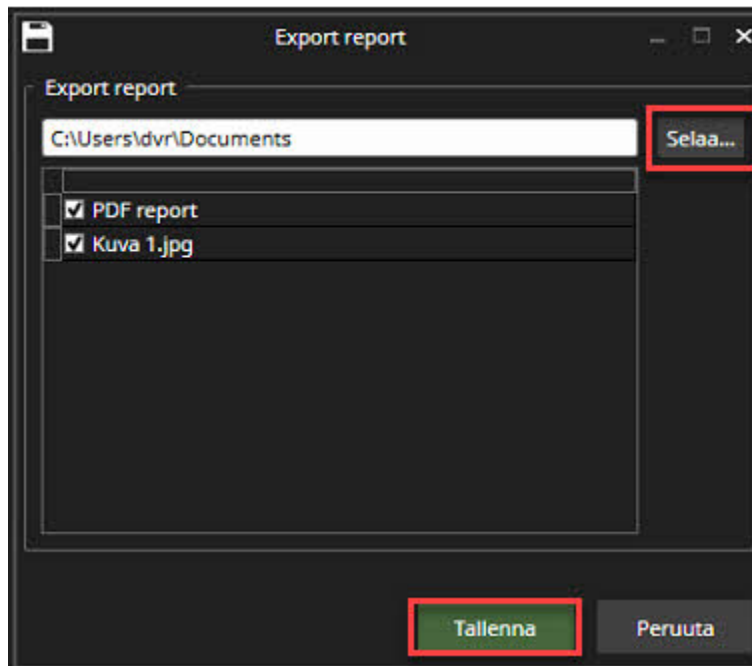 Export report
Export report
C:\Users\dvr\Documents
Selaa...
PDF report
Kuva 1.jpg
Tallenna
Peruuta